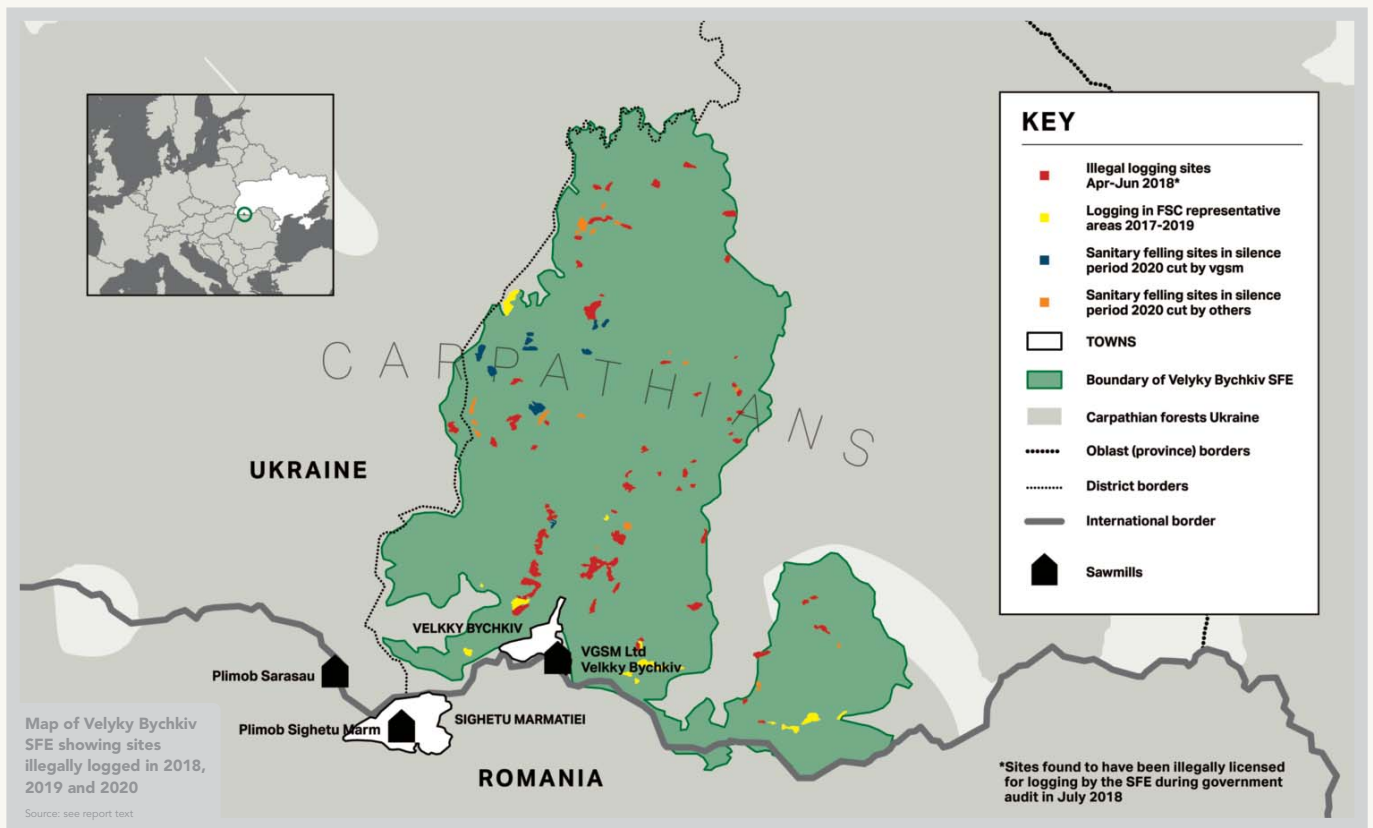 KEY
Illegal logging sites
Apr-Jun 2018*
Logging in FSC representative
areas 2017-2019
Sanitary felling sites in silence
period 2020 cut by vgsm
Sanitary felling sites in silence
period 2020 cut by others
TOWNS
Boundary of Velyky Bychkiv SFE
Carpathian forests Ukraine
Oblast (province) borders
District borders
International border
Sawmills
CARPATHIANS
UKRAINE
VELKKY BYCHKIV
VGSM Ltd
Velkky Bychkiv
Plimob Sarasau
Plimob Sighetu Marm
SIGHETU MARMATIEI
ROMANIA
Map of Velyky Bychkiv
SFE showing sites
illegally logged in 2018,
2019 and 2020
Source: see report text
*Sites found to have been illegally licensed
for logging by the SFE during government
audit in July 2018